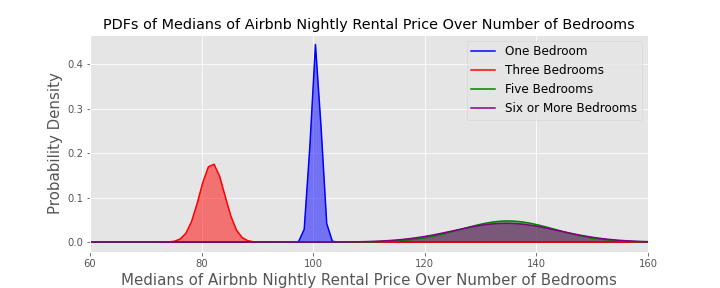 PDFs of Medians of Airbnb Nightly Rental Price Over Number of Bedrooms
One Bedroom
Three Bedrooms
Five Bedrooms
Six or More Bedrooms
Probability Density
0.4
0.3
0.2
0.1
0.0
60 80 100 120 140 160
Medians of Airbnb Nightly Rental Price Over Number of Bedrooms